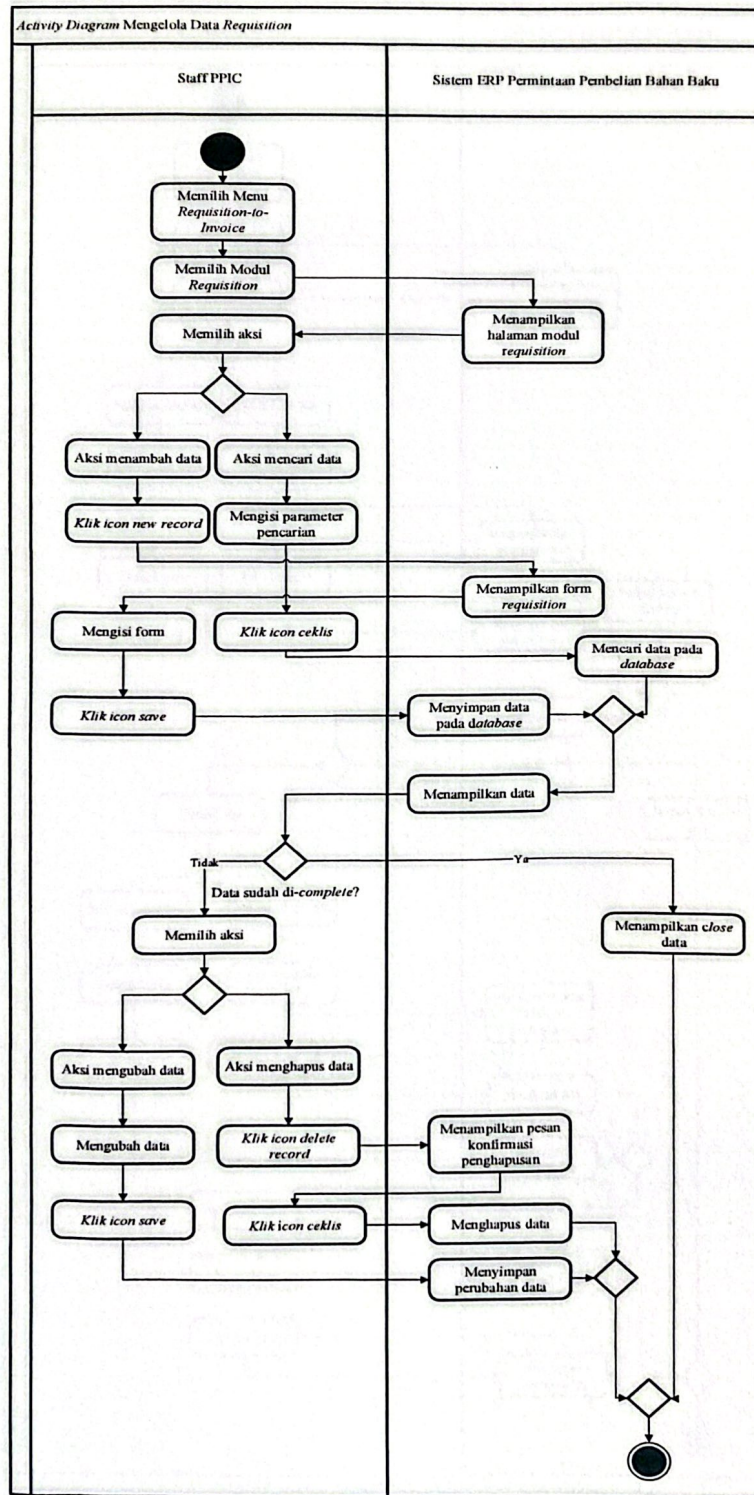 Activity Diagram Mengelola Data Requisition
Staff PPIC
Sistem ERP Permintaan Pembelian Bahan Baku
Memilih Menu
Requisition-to-
Invoice
Memilih Modul
Requisition
Menampilkan
halaman modul
requisition
Memilih aksi
Aksi menambah data
Aksi mencari data
Klik icon new record
Mengisi parameter
pencarian
Menampilkan form
requisition
Mengisi form
Klik icon ceklis
Mencari data pada
database
Klik icon save
Menyimpan data
pada database
Menampilkan data
Tidak
Ya
Data sudah di-complete?
Memilih aksi
Menampilkan close
data
Aksi mengubah data
Aksi menghapus data
Mengubah data
Klik icon delete
record
Menampilkan pesan
konfirmasi
penghapusan
Klik icon save
Klik icon ceklis
Menghapus data
Menyimpan
perubahan data